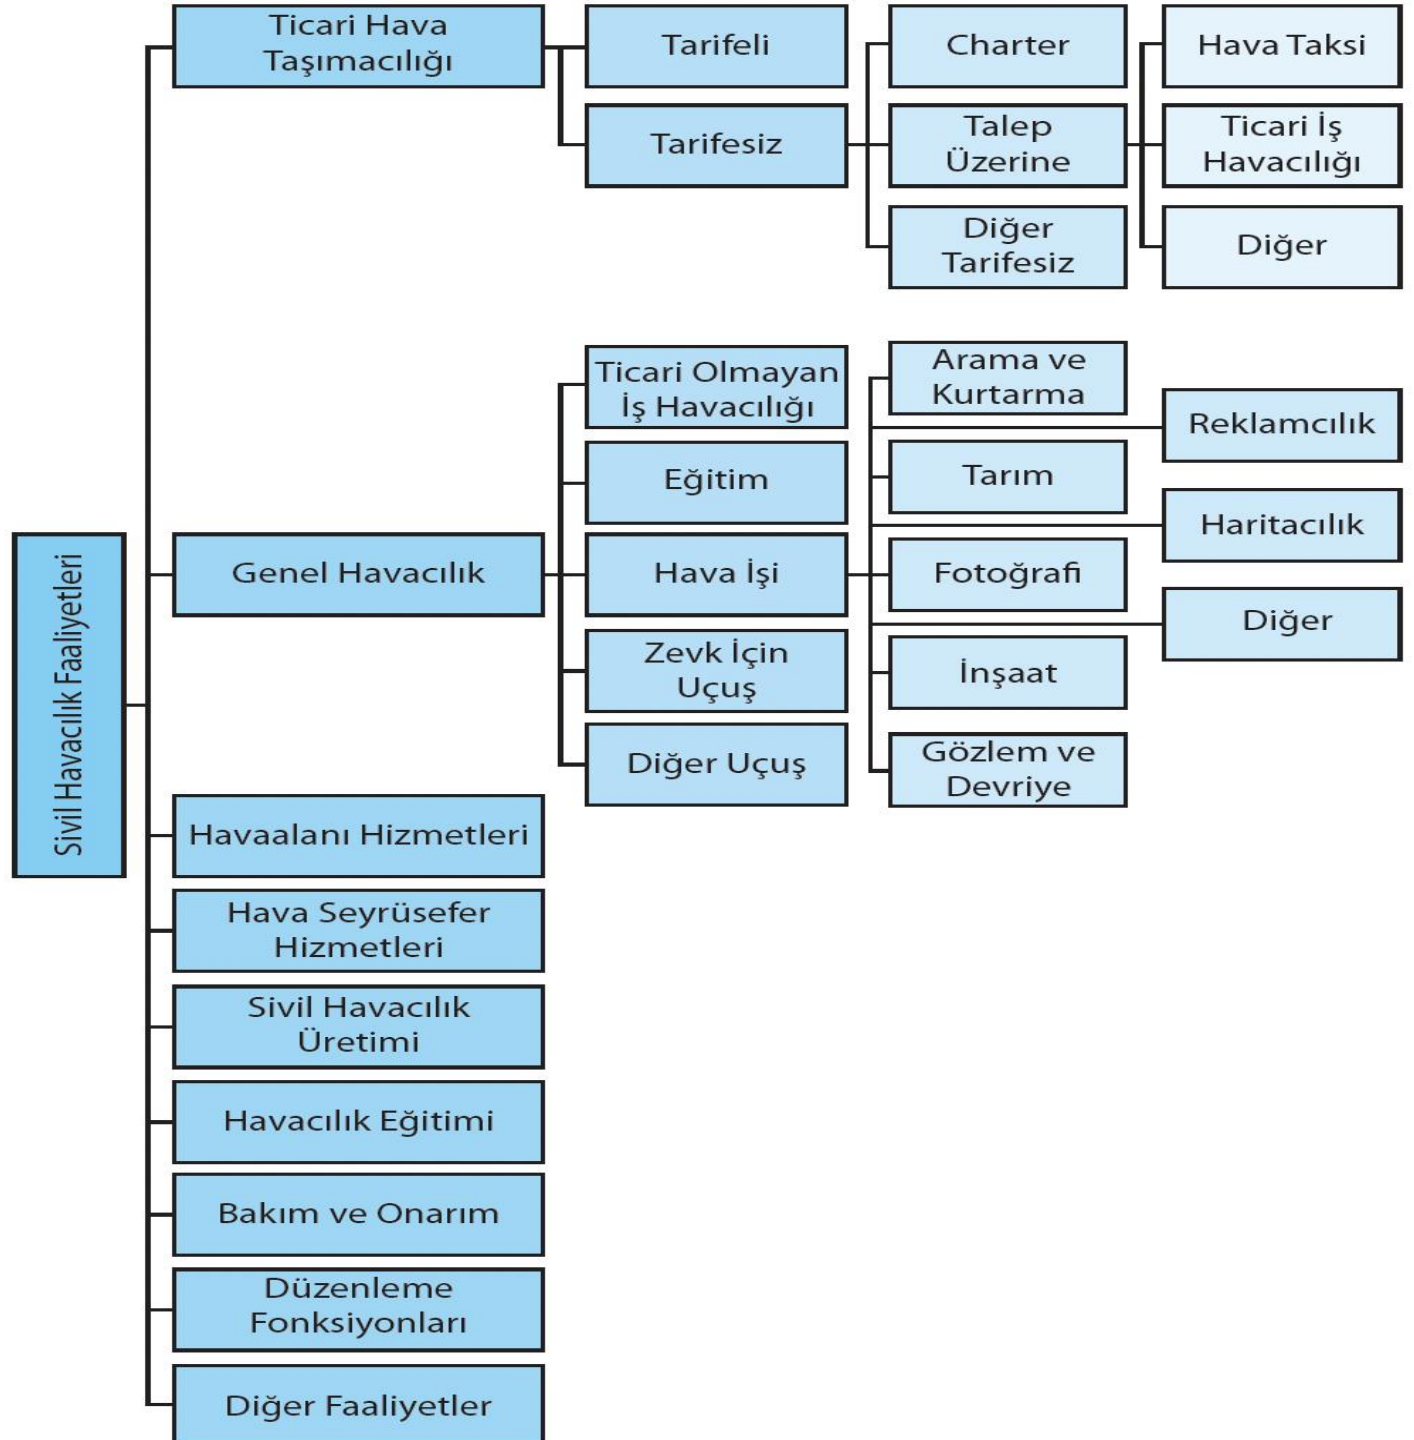 Sivil Havacılık Faaliyetleri
Ticari Hava
Taşımacılığı
Tarifeli
Tarifesiz
Charter
Talep
Üzerine
Diğer
Tarifesiz
Hava Taksi
Ticari İş
Havacılığı
Diğer
Genel Havacılık
Ticari Olmayan
İş Havacılığı
Eğitim
Hava İşi
Zevk İçin
Uçuş
Diğer Uçuş
Arama ve
Kurtarma
Tarım
Fotoğrafi
İnşaat
Gözlem ve
Devriye
Reklamcılık
Haritacılık
Diğer
Havaalanı Hizmetleri
Hava Seyrüsefer
Hizmetleri
Sivil Havacılık
Üretimi
Havacılık Eğitimi
Bakım ve Onarım
Düzenleme
Fonksiyonları
Diğer Faaliyetler